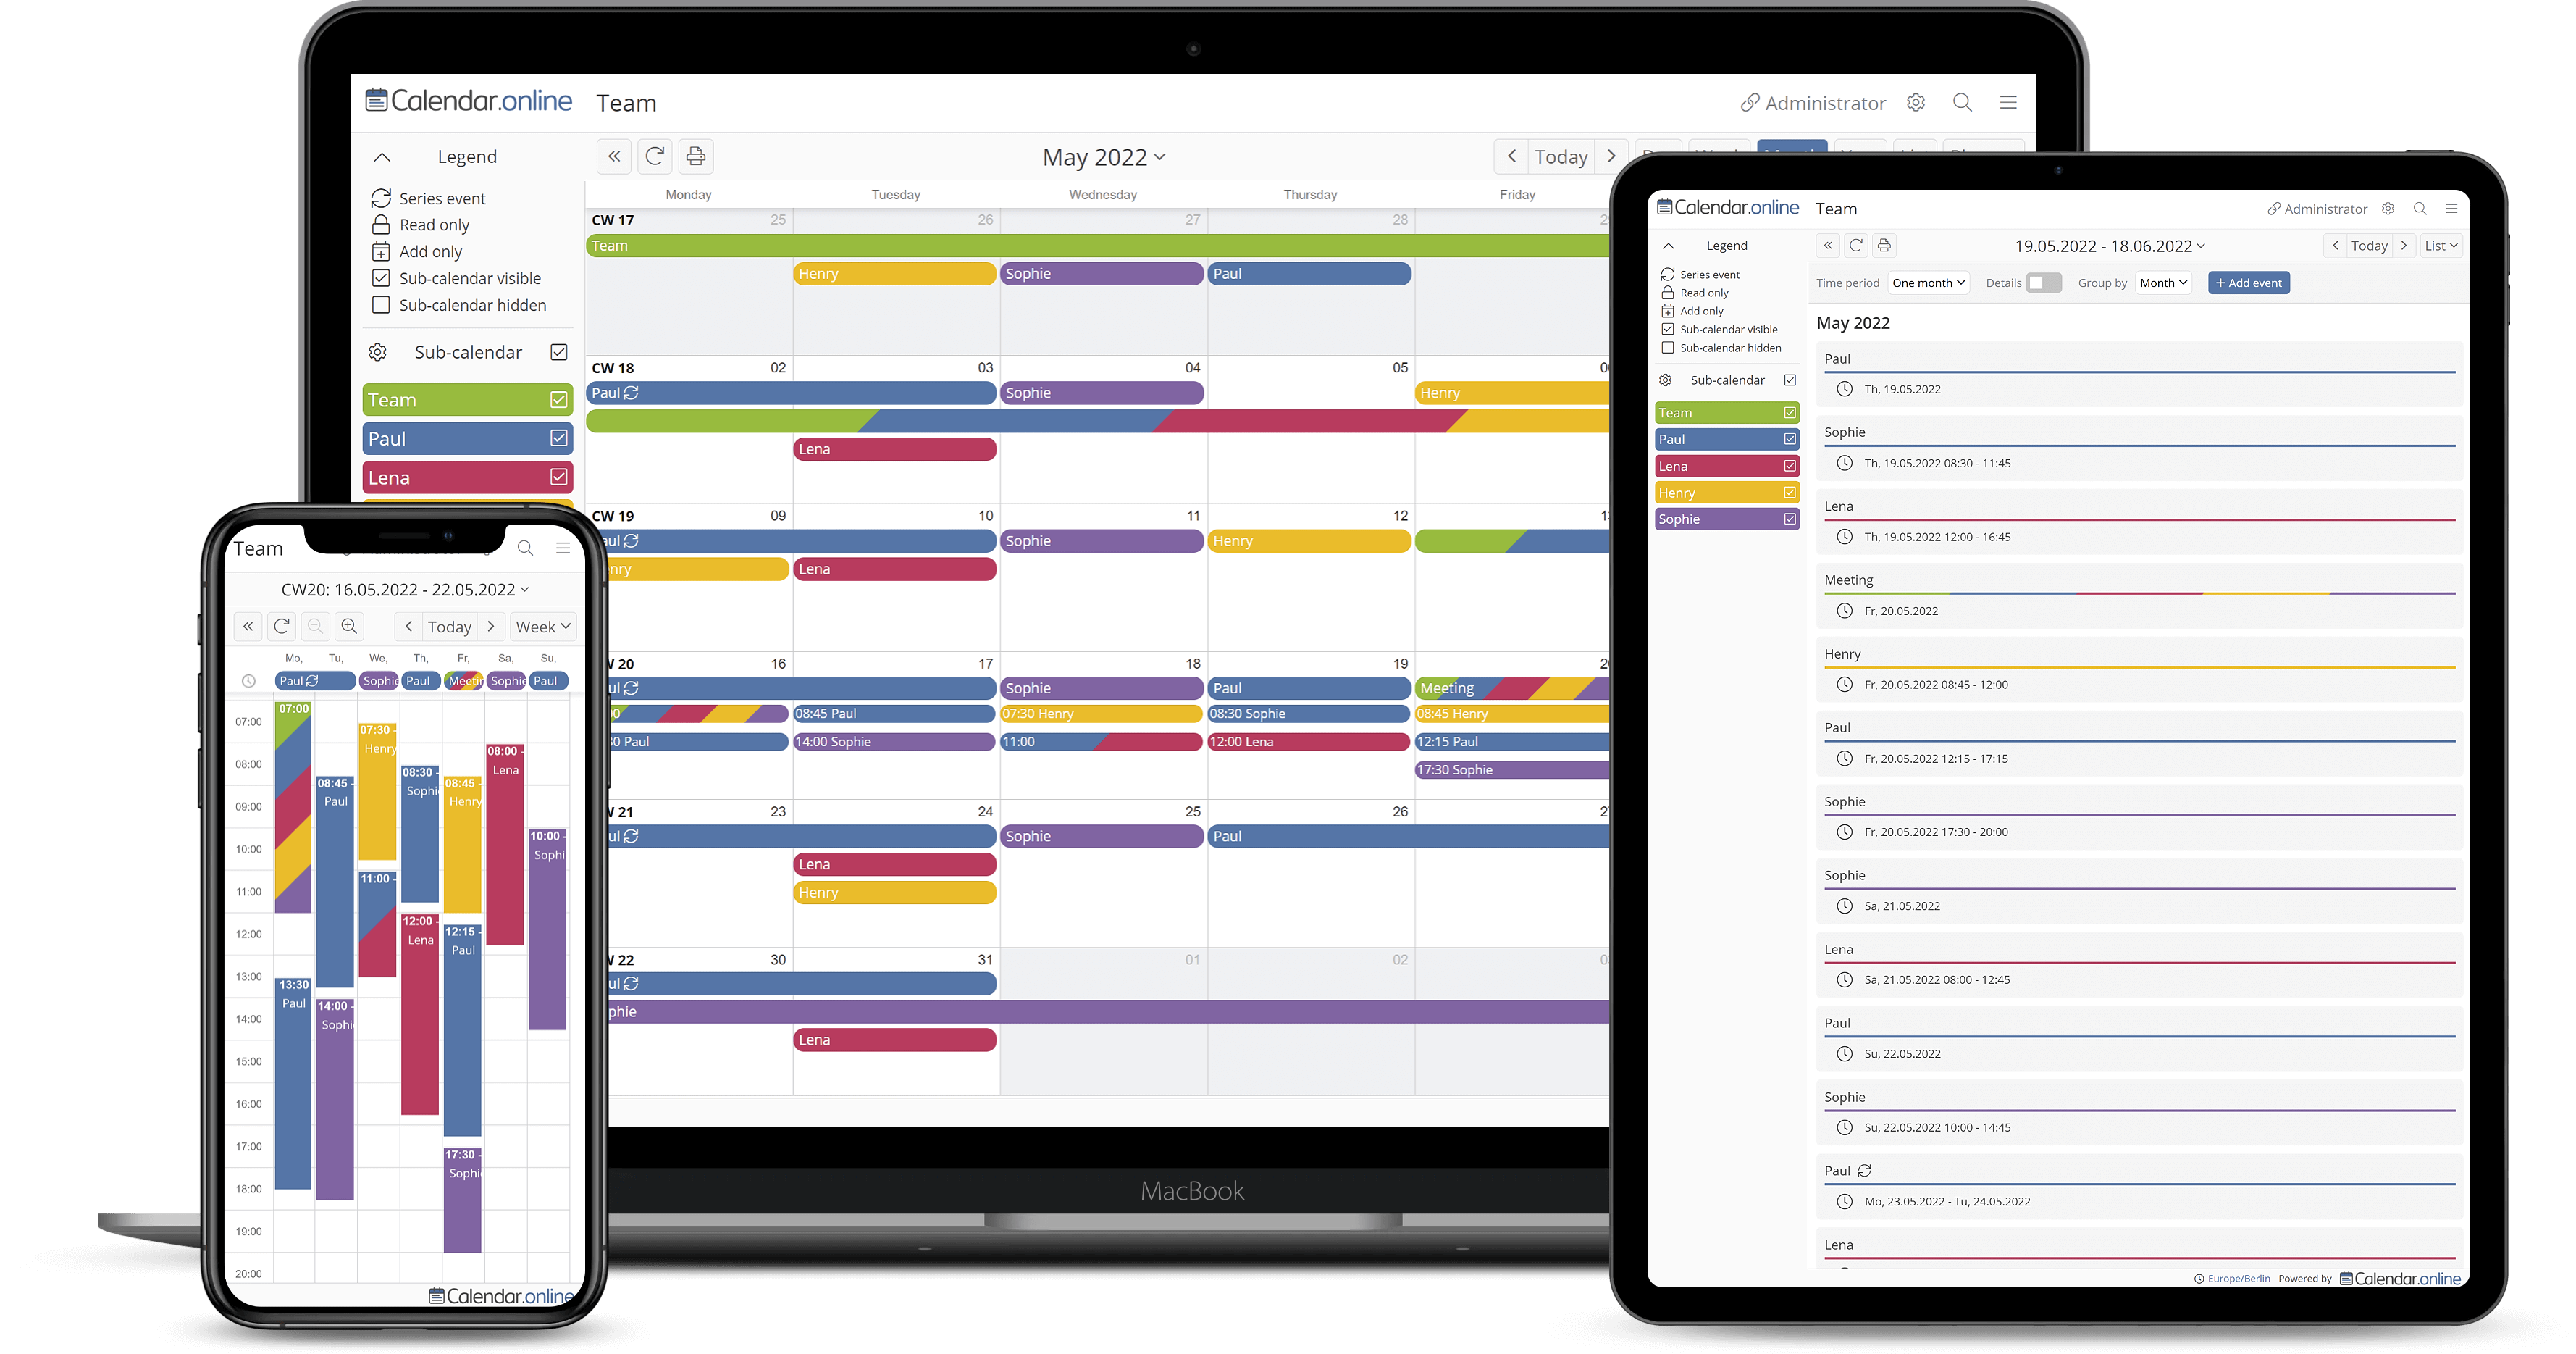 Calendar.online Team
Administrator
Legend
May 2022
Today
Series event
Read only
Add only
Sub-calendar visible
Sub-calendar hidden
Sub-calendar
Team
Paul
Lena
Monday Tuesday Wednesday Thursday Friday
CW 17 25 26 27 28
Team
Henry Sophie Paul
CW 18 02 03 04 05
Paul Sophie Henry
Lena
CW 19 09 10 11 12
Sophie Henry
Lena
20 16 17 18 19
Sophie Paul Meeting
08:45 Paul 07:30 Henry 08:30 Sophie 08:45 Henry
Paul 14:00 Sophie 11:00 12:00 Lena 12:15 Paul
17:30 Sophie
21 23 24 25 26
Sophie Paul
Lena
Henry
22 30 31 01 02
Lena
MacBook
Team
CW20: 16.05.2022 - 22.05.2022
Today Week
Mo, Tu, We, Th, Fr, Sa, Su,
Paul Sophie Paul Sophie Paul
07:00
07:00
07:30 -
Henry
08:00 -
Lena
08:00
08:30 -
08:45 -
Paul
08:45 -
Henry
09:00
10:00 -
10:00
11:00 -
11:00
12:00 -
Lena
12:15 -
Paul
12:00
13:00
13:30
Paul
14:00 -
14:00
15:00
16:00
17:00
17:30 -
18:00
19:00
20:00
Calendar.online
Calendar.online Team
Administrator
Legend
19.05.2022 - 18.06.2022
Today List
Series event
Read only
Add only
Sub-calendar visible
Sub-calendar hidden
Sub-calendar
Team
Paul
Lena
Henry
Sophie
Time period One month Details Group by Month + Add event
May 2022
Paul
Th, 19.05.2022
Sophie
Th, 19.05.2022 08:30 - 11:45
Lena
Th, 19.05.2022 12:00 - 16:45
Meeting
Fr, 20.05.2022
Henry
Fr, 20.05.2022 08:45 - 12:00
Paul
Fr, 20.05.2022 12:15 - 17:15
Sophie
Fr, 20.05.2022 17:30 - 20:00
Sophie
Sa, 21.05.2022
Lena
Sa, 21.05.2022 08:00 - 12:45
Paul
Su, 22.05.2022
Sophie
Su, 22.05.2022 10:00 - 14:45
Paul
Mo, 23.05.2022 - Tu, 24.05.2022
Lena
Europe/Berlin Powered by Calendar.online